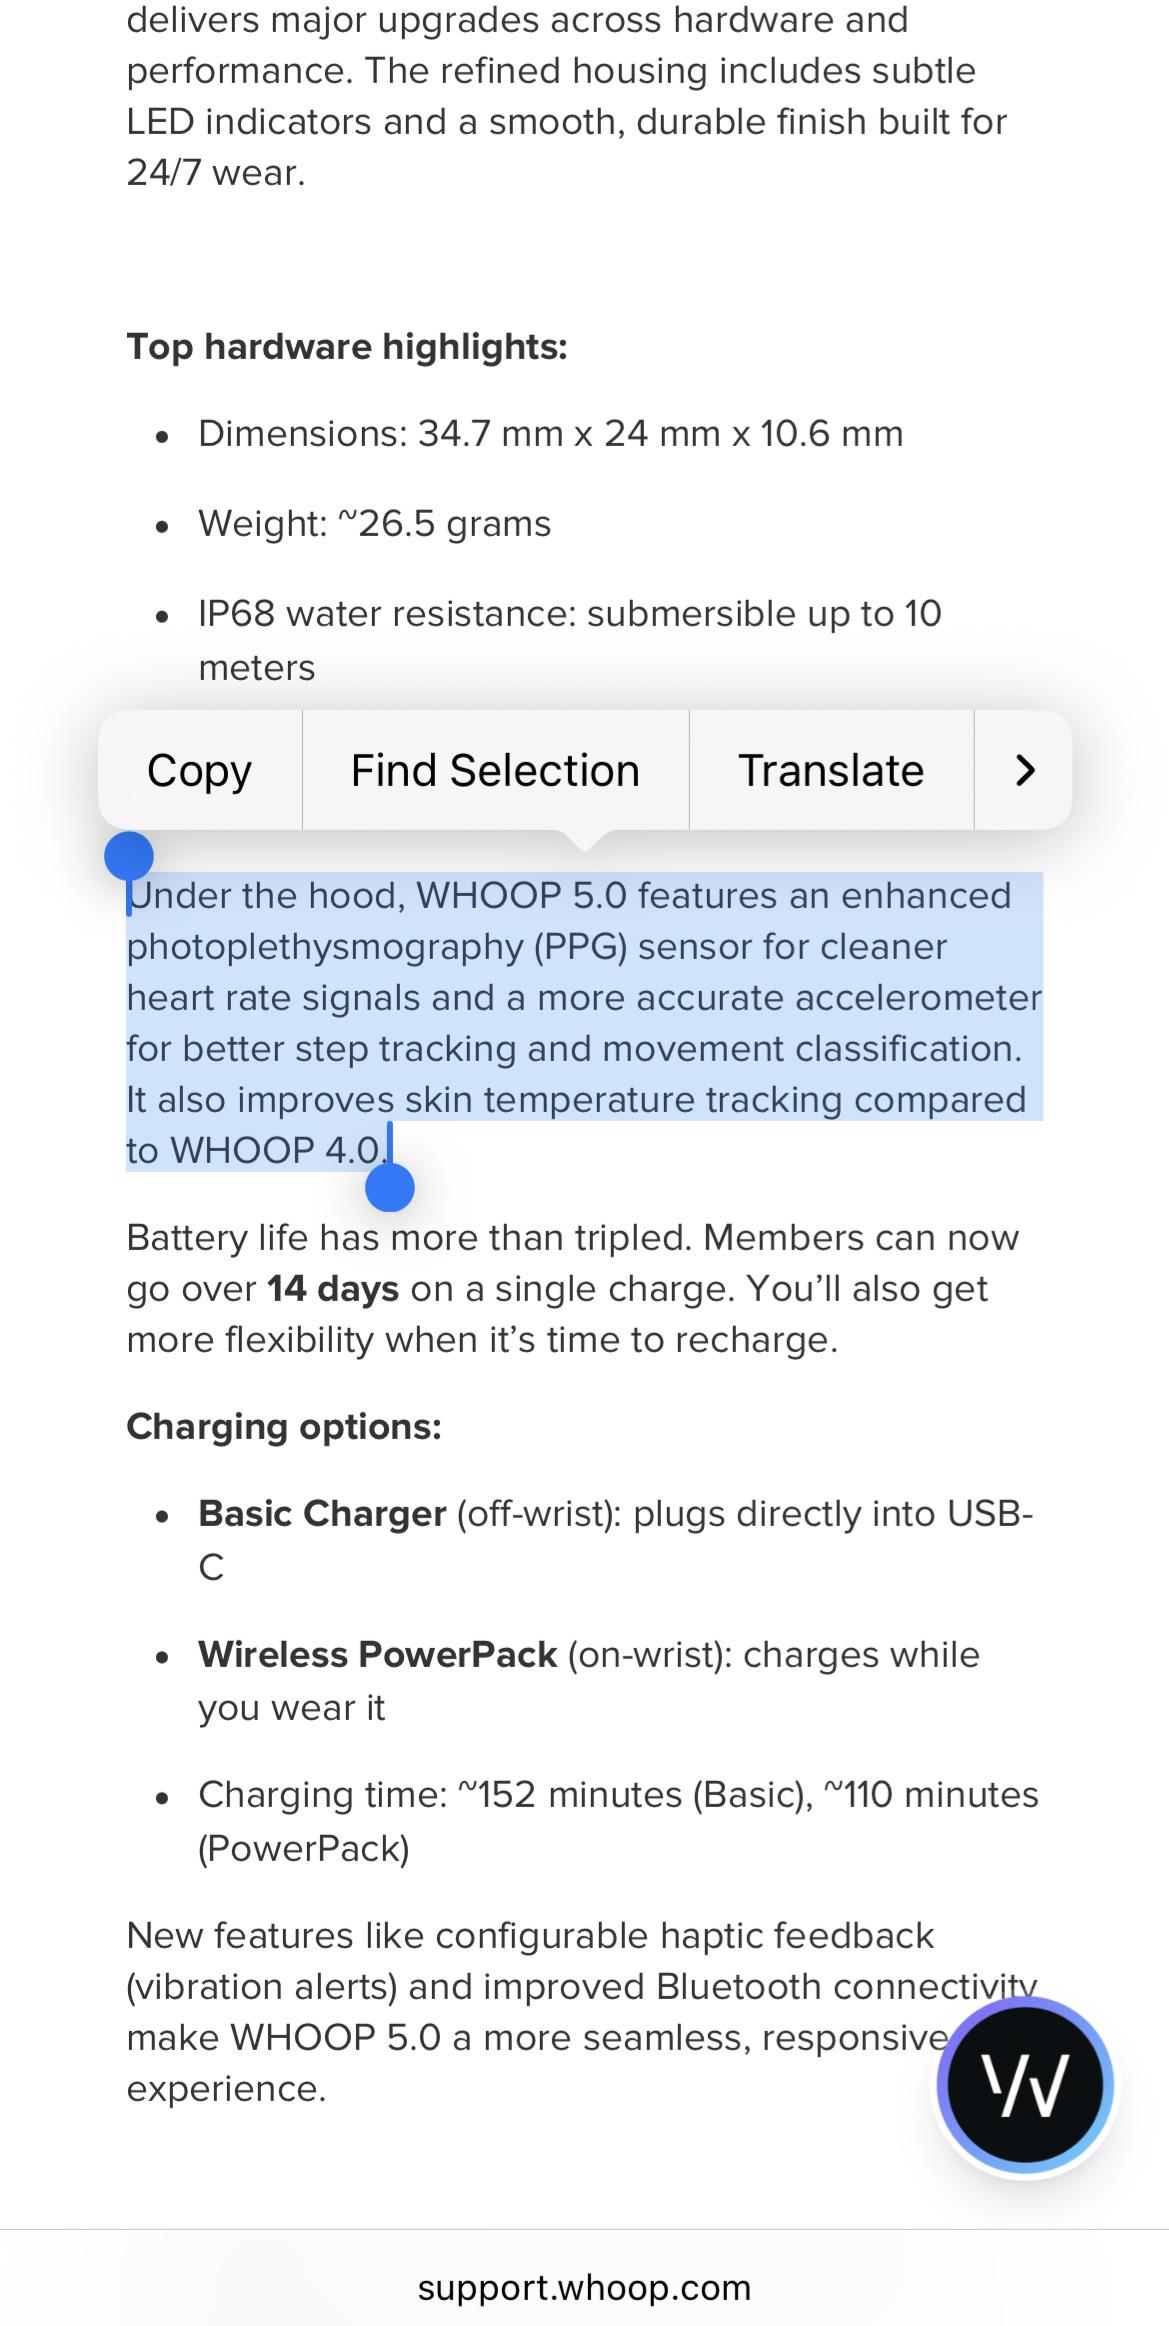 delivers major upgrades across hardware and
performance. The refined housing includes subtle
LED indicators and a smooth, durable finish built for
24/7 wear.
Top hardware highlights:
• Dimensions: 34.7 mm x 24 mm x 10.6 mm
• Weight: ~26.5 grams
• IP68 water resistance: submersible up to 10
meters
Copy
Find Selection
Translate
Under the hood, WHOOP 5.0 features an enhanced
photoplethysmography (PPG) sensor for cleaner
heart rate signals and a more accurate accelerometer
for better step tracking and movement classification.
It also improves skin temperature tracking compared
to WHOOP 4.0.
Battery life has more than tripled. Members can now
go over 14 days on a single charge. You’ll also get
more flexibility when it’s time to recharge.
Charging options:
• Basic Charger (off-wrist): plugs directly into USB-
C
• Wireless PowerPack (on-wrist): charges while
you wear it
• Charging time: ~152 minutes (Basic), ~110 minutes
(PowerPack)
New features like configurable haptic feedback
(vibration alerts) and improved Bluetooth connectivity
make WHOOP 5.0 a more seamless, responsive
experience.
W
support.whoop.com